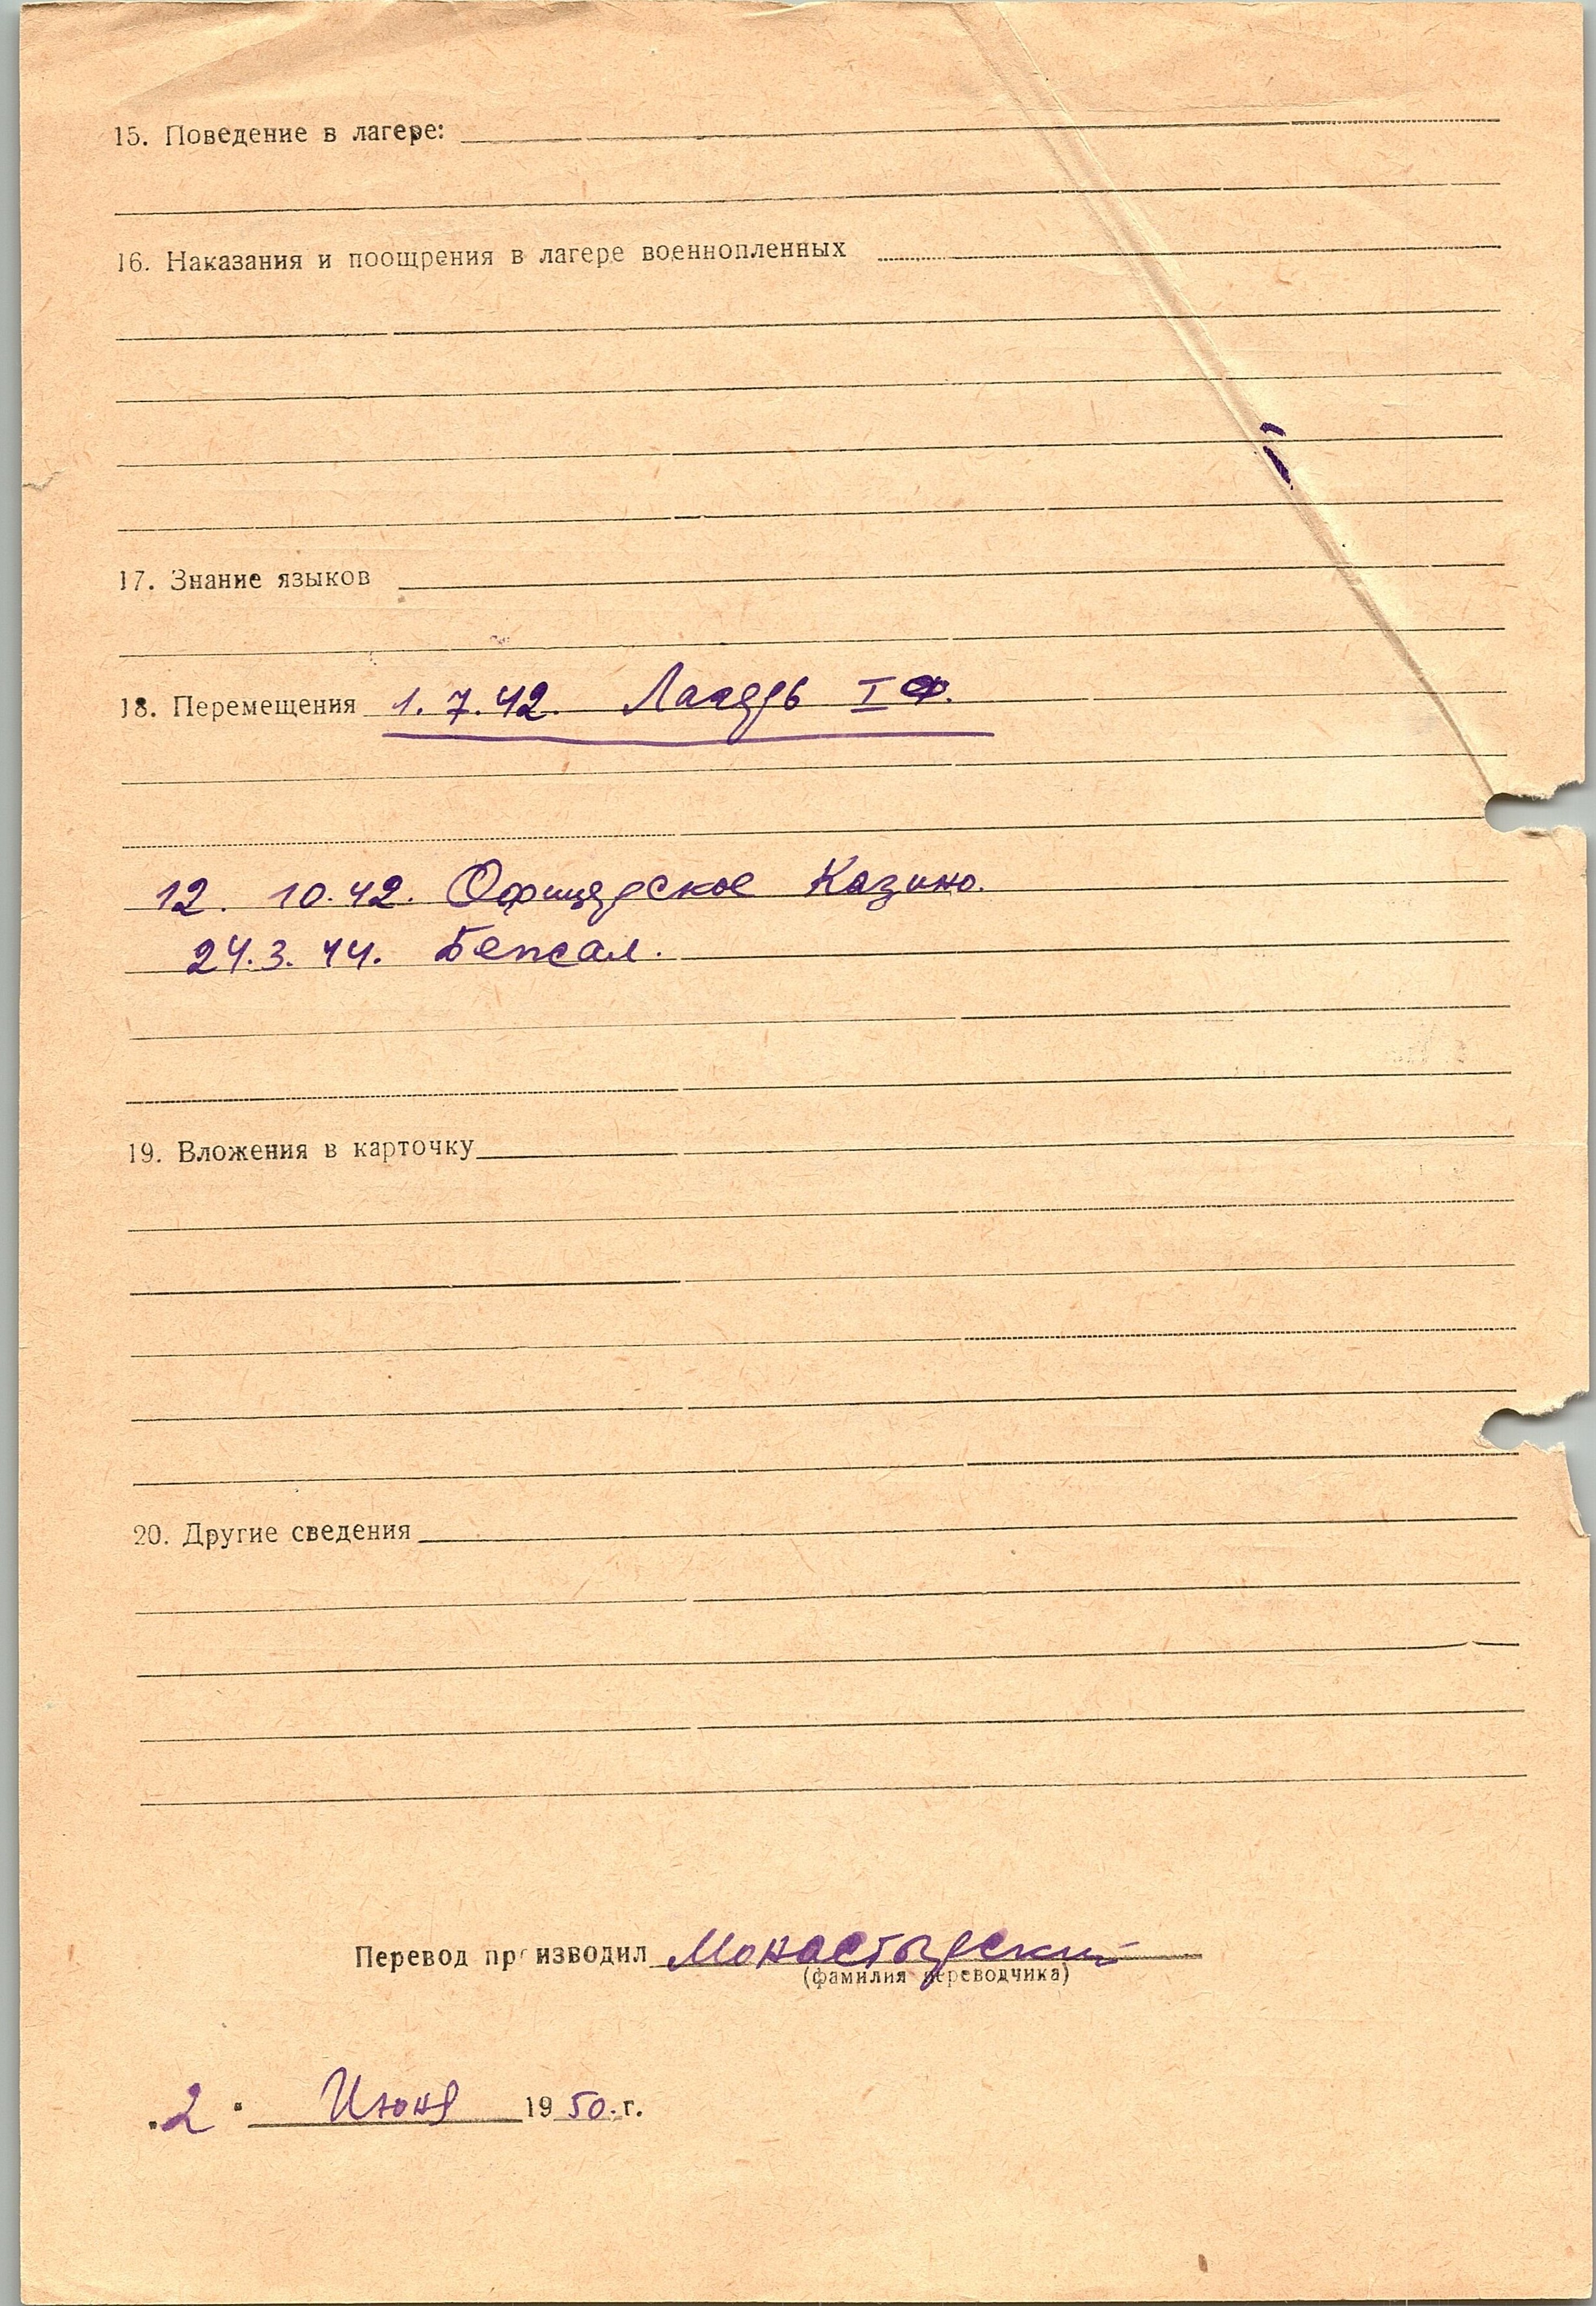 15. Поведение в лагере:
16. Наказания и поощрения в лагере военнопленных
17. Знание языков
18. Перемещения 1. 7. 42. Лагерь I Ф.
12. 10. 42. Офицерское Казино.
24. 3. 44.
19. Вложения в карточку
20. Другие сведения
Перевод производил Монастырский
(фамилия переводчика)
"2" Июня 1950. г.